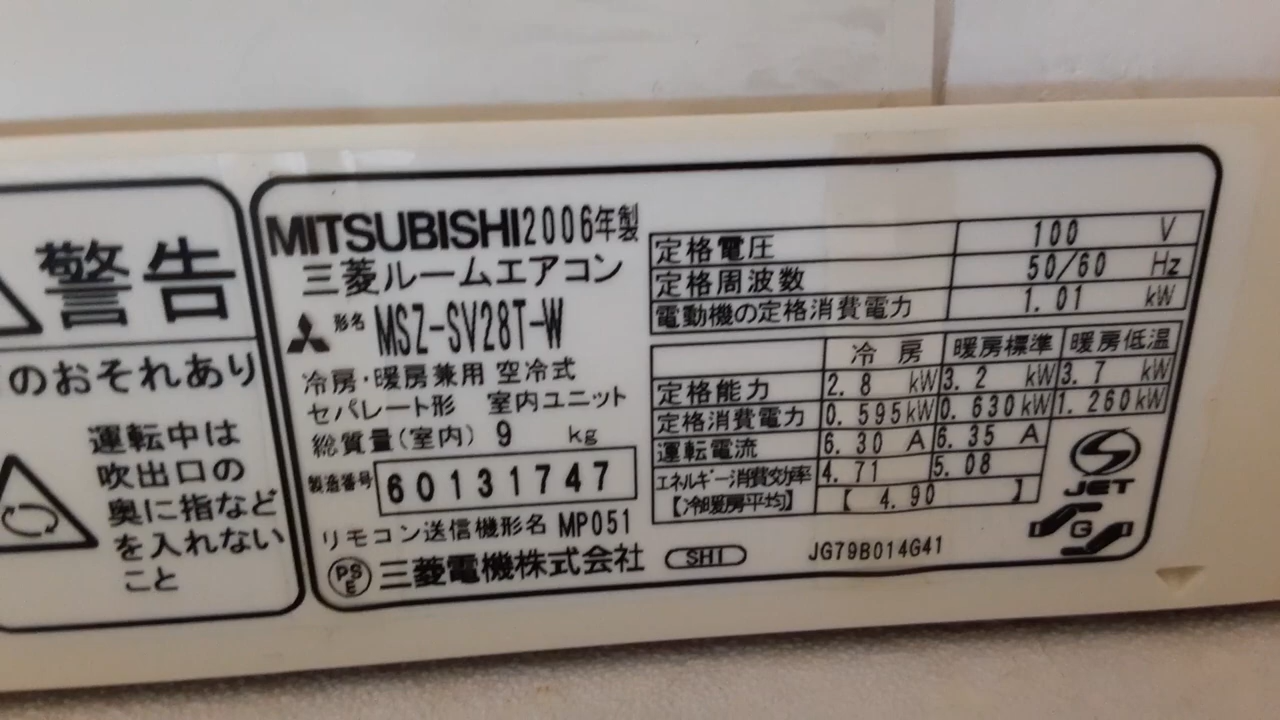 警告
のおそれあり
運転中は
吹出口の
奥に指など
を入れない
こと
MITSUBISHI 2006年製
三菱ルームエアコン
形名 MSZ-SV28T-W
冷房・暖房兼用 空冷式
セパレート形 室内ユニット
総質量(室内) 9 kg
製造番号 60131747
リモコン送信機形名 MP051
PSE 三菱電機株式会社 SHI JG79B014G41
定格電圧 100 V
定格周波数 50/60 Hz
電動機の定格消費電力 1.01 kW
冷房 暖房標準 暖房低温
定格能力 2.8 kW 3.2 kW 3.7 kW
定格消費電力 0.595kW 0.630kW 1.260kW
運転電流 6.30 A 6.35 A
エネルギー消費効率 4.71 5.08
【冷暖房平均】 【 4.90 】
JET
G